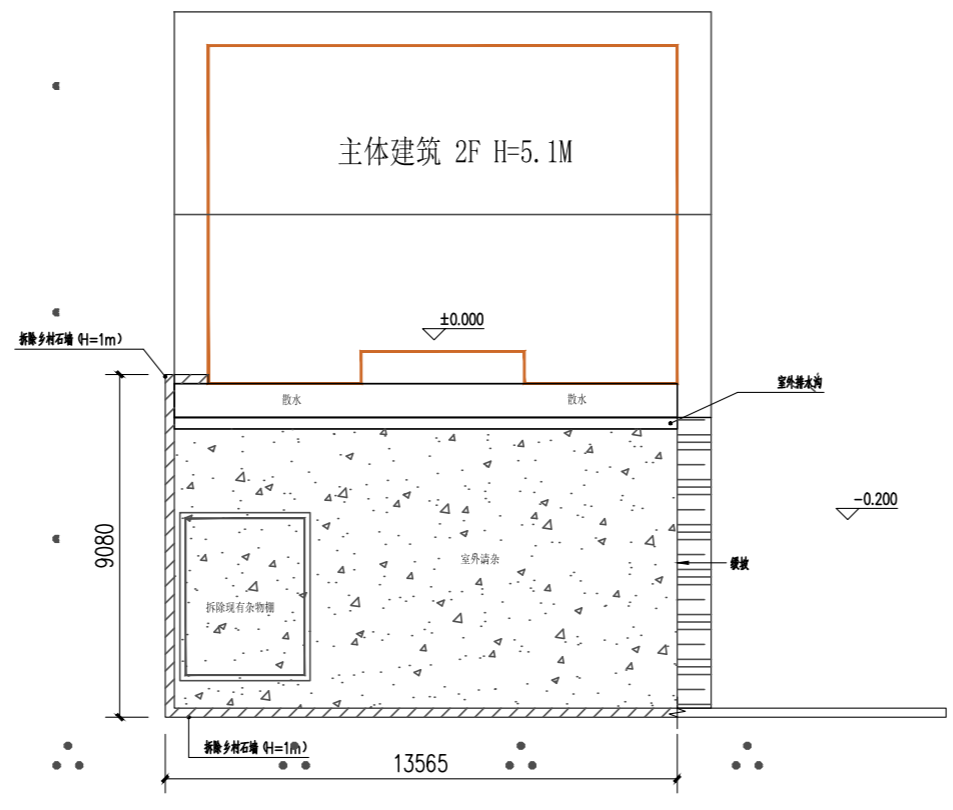 主体建筑 2F H=5.1M
±0.000
拆除乡村石墙（H=1m）
室外排水沟
散水
散水
-0.200
9080
室外清杂
缓坡
拆除现有杂物棚
拆除乡村石墙（H=1m）
13565